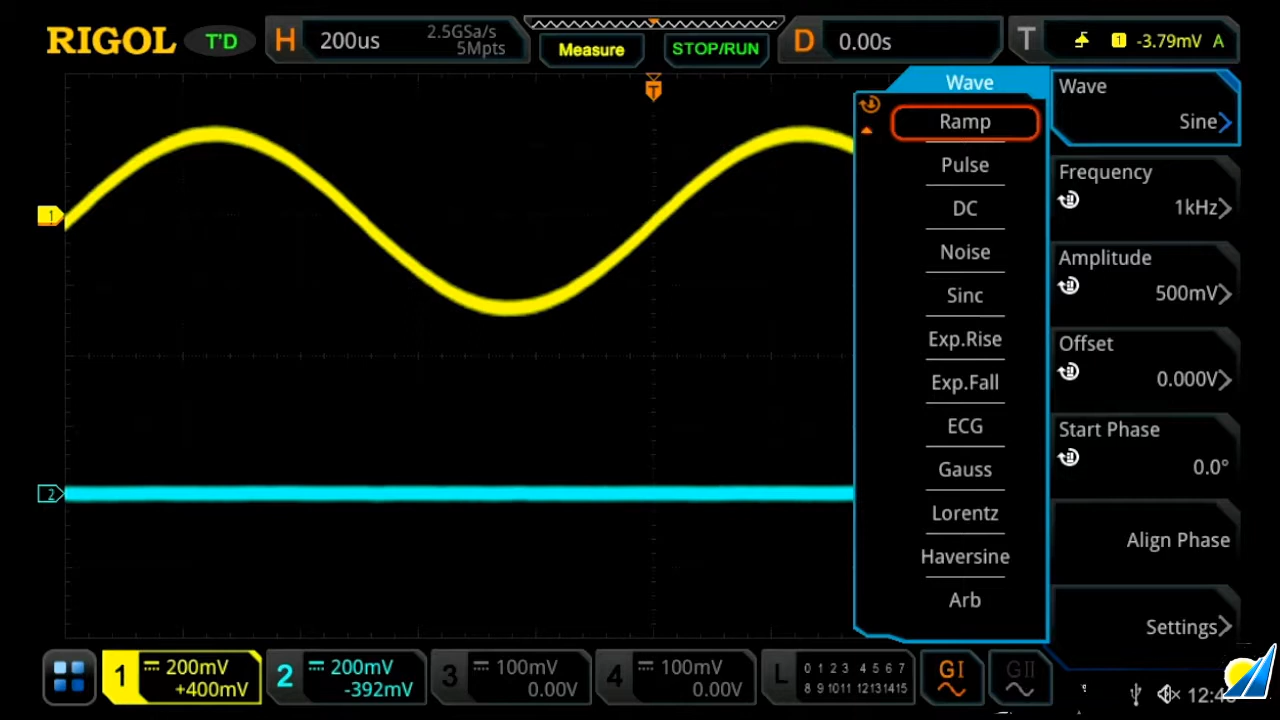 RIGOL
T'D
H
200us
2.5GSa/s
5Mpts
Measure
STOP/RUN
D
0.00s
T
1
-3.79mV
A
T
Wave
Ramp
Pulse
DC
Noise
Sinc
Exp.Rise
Exp.Fall
ECG
Gauss
Lorentz
Haversine
Arb
Wave
Sine
Frequency
1kHz
Amplitude
500mV
Offset
0.000V
Start Phase
0.0°
Align Phase
Settings
1
2
1
200mV
+400mV
2
200mV
-392mV
3
100mV
0.00V
4
100mV
0.00V
L
0 1 2 3 4 5 6 7
8 9 10 11 12 13 14 15
GI
GII